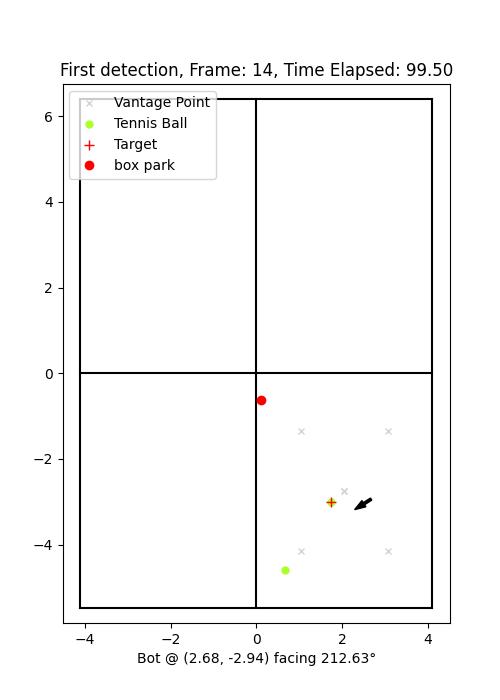 First detection, Frame: 14, Time Elapsed: 99.50
Vantage Point
Tennis Ball
Target
box park
6
4
2
0
−2
−4
−4
−2
0
2
4
Bot @ (2.68, -2.94) facing 212.63°